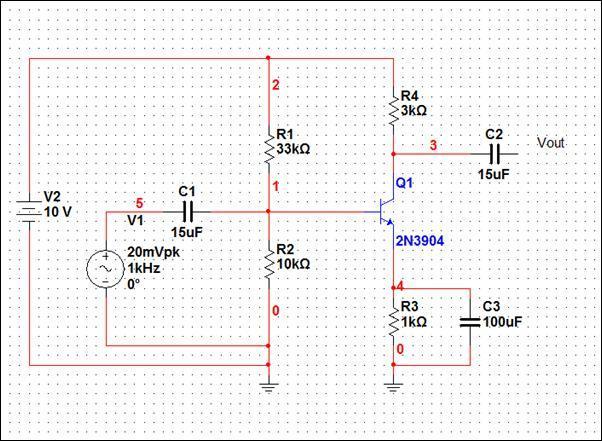 2
R4
3kΩ
R1
33kΩ
3
C2
15uF
Vout
Q1
1
C1
15uF
5
V1
V2
10 V
2N3904
20mVpk
1kHz
0°
R2
10kΩ
4
R3
1kΩ
C3
100uF
0
0